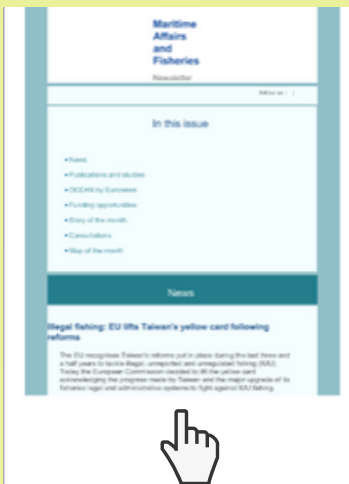 Maritime
Affairs
and
Fisheries
Newsletter
follow us : |
In this issue
• News
• Publications and studies
• OCEAN by Euronews
• Funding opportunities
• Story of the month
• Consultations
• Map of the month
News
Illegal fishing: EU lifts Taiwan's yellow card following
reforms
The EU recognises Taiwan's reforms put in place during the last three and
a half years to tackle illegal, unreported and unregulated fishing (IUU).
Today the European Commission decided to lift the yellow card
acknowledging the progress made by Taiwan and the major upgrade of its
fisheries legal and administrative systems to fight against IUU fishing.